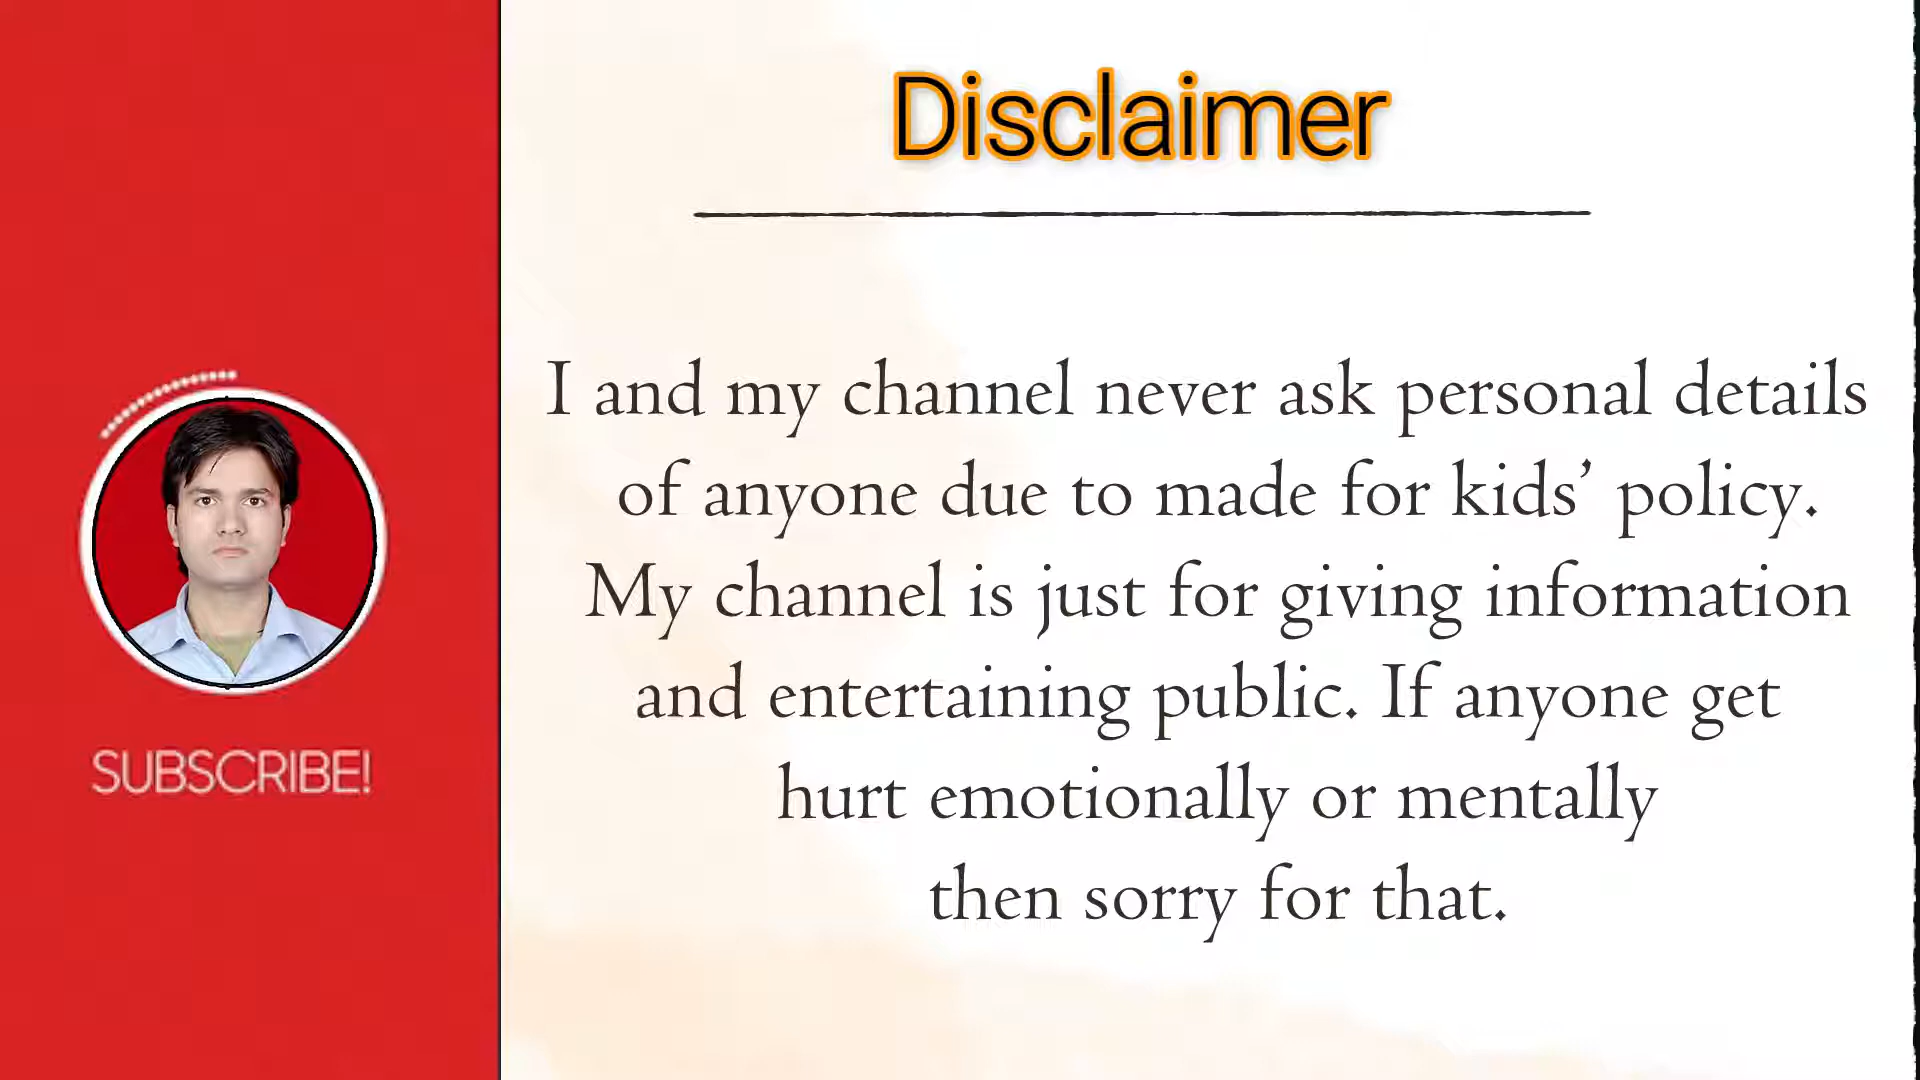 Disclaimer
I and my channel never ask personal details
of anyone due to made for kids’ policy.
My channel is just for giving information
and entertaining public. If anyone get
hurt emotionally or mentally
then sorry for that.
SUBSCRIBE!